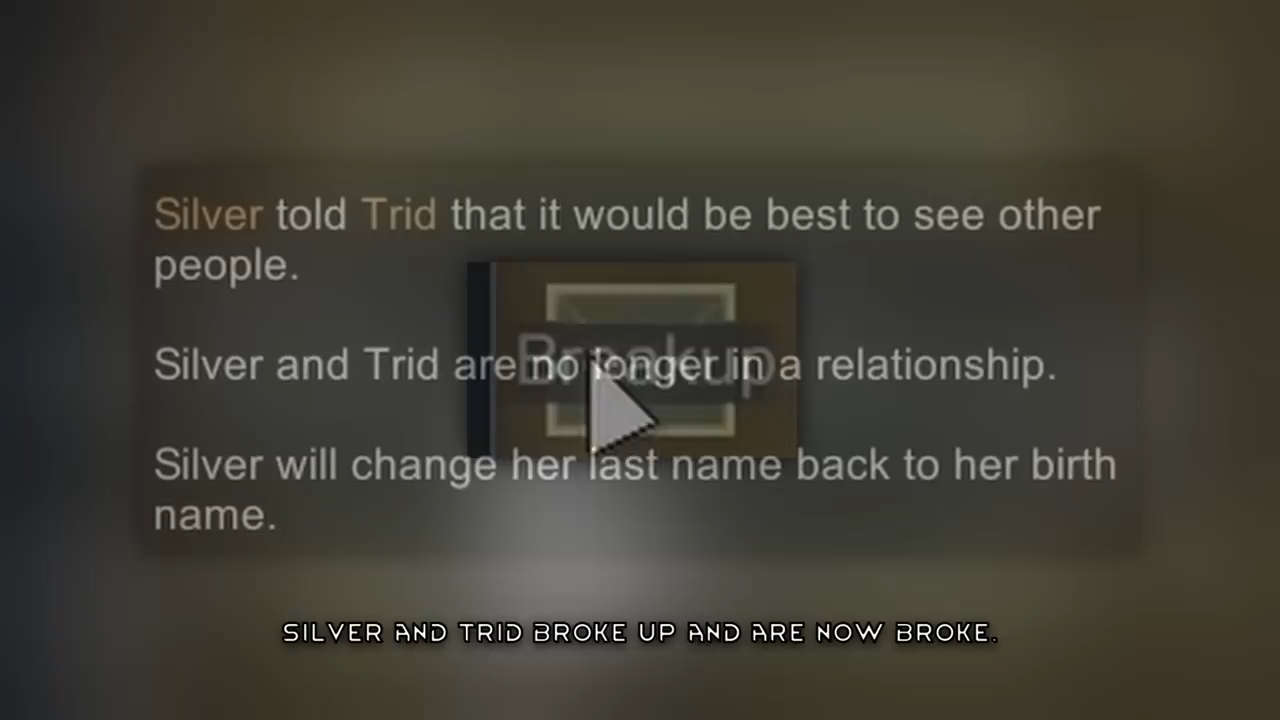 Silver told Trid that it would be best to see other
people.
Breakup
Silver and Trid are no longer in a relationship.
Silver will change her last name back to her birth
name.
SILVER AND TRID BROKE UP AND ARE NOW BROKE.